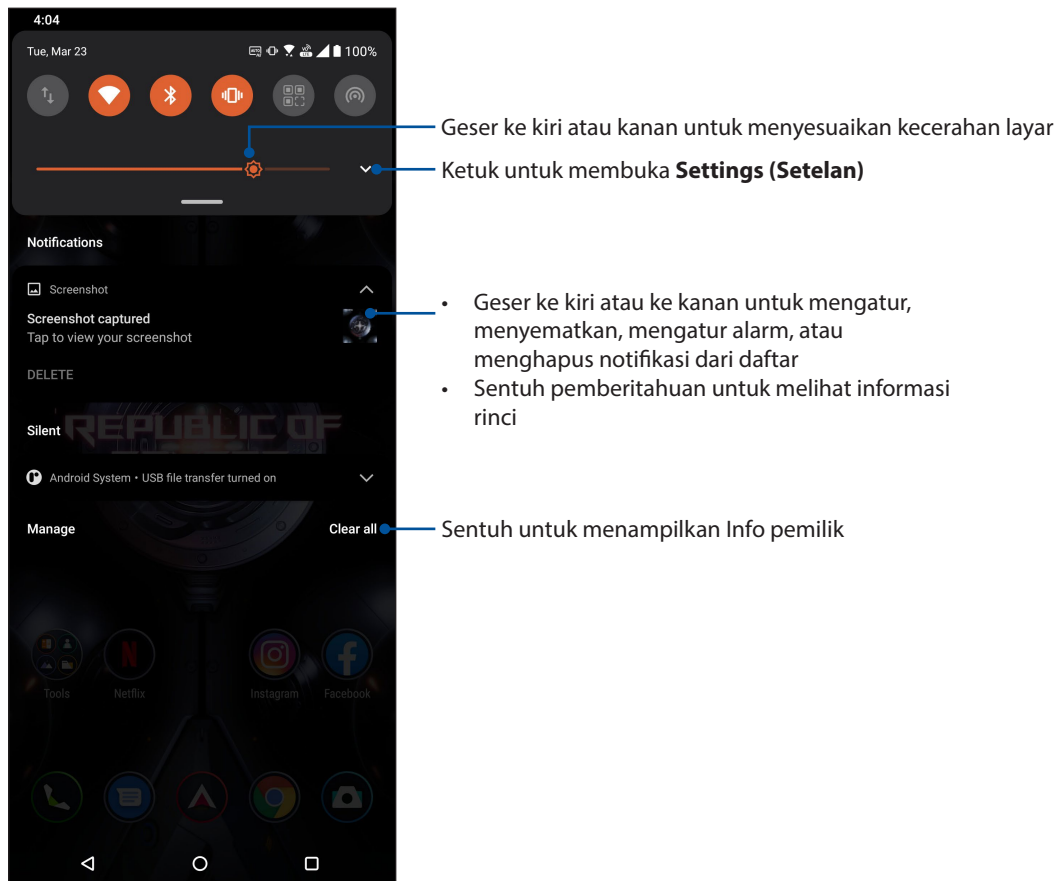 4:04
Tue, Mar 23
100%
Geser ke kiri atau kanan untuk menyesuaikan kecerahan layar
Ketuk untuk membuka Settings (Setelan)
Notifications
Screenshot
Screenshot captured
Tap to view your screenshot
DELETE
• Geser ke kiri atau ke kanan untuk mengatur,
menyematkan, mengatur alarm, atau
menghapus notifikasi dari daftar
• Sentuh pemberitahuan untuk melihat informasi
rinci
Silent
REPUBLIC OF
Android System • USB file transfer turned on
Manage
Clear all
Sentuh untuk menampilkan Info pemilik
Tools
Netflix
Instagram
Facebook